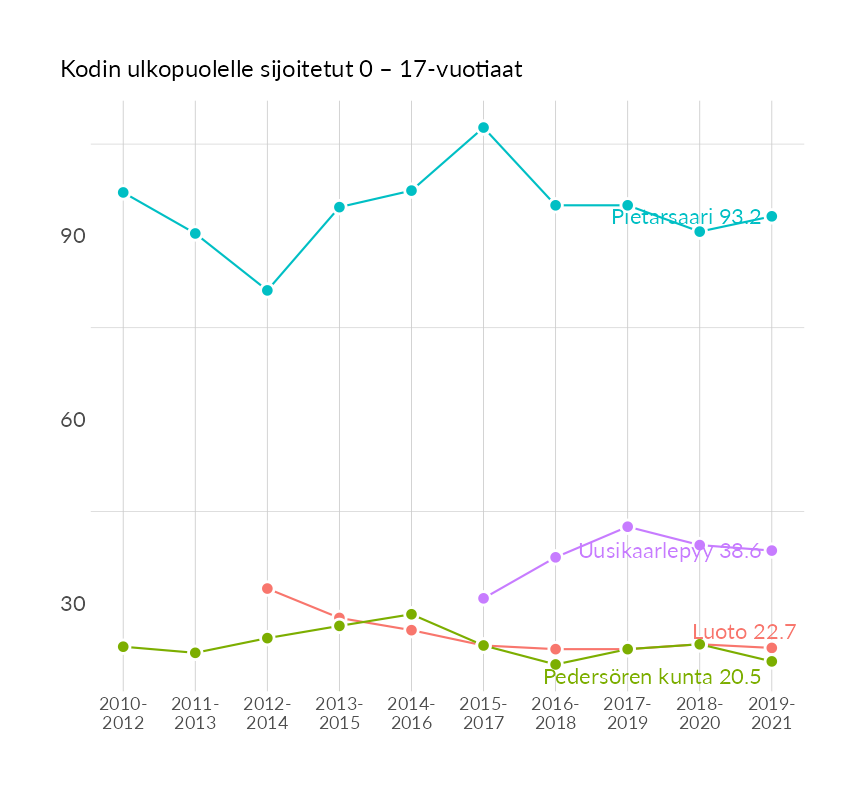 Kodin ulkopuolelle sijoitetut 0 – 17-vuotiaat
Pietarsaari 93.2
90
60
Uusikaarlepyy 38.6
30
Luoto 22.7
Pedersören kunta 20.5
2010- 2011- 2012- 2013- 2014- 2015- 2016- 2017- 2018- 2019-
2012 2013 2014 2015 2016 2017 2018 2019 2020 2021